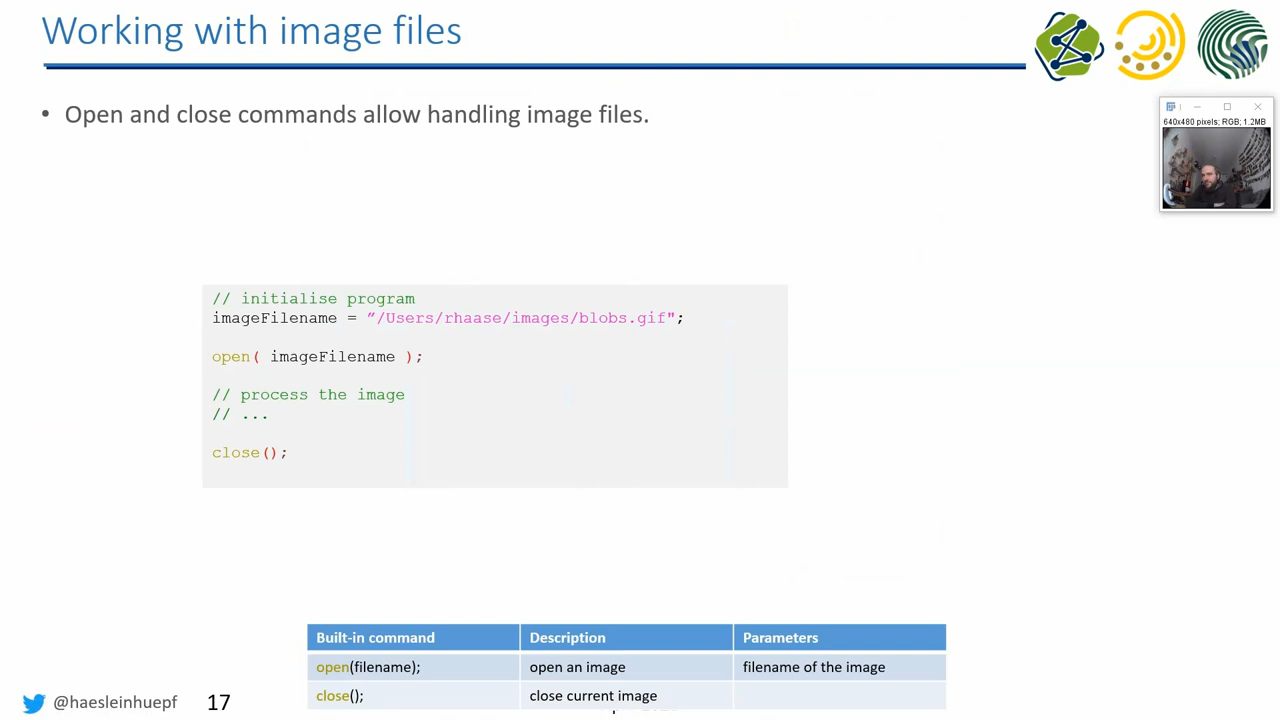 Working with image files
• Open and close commands allow handling image files.
640x480 pixels; RGB; 1.2MB
// initialise program
imageFilename = ”/Users/rhaase/images/blobs.gif";
open( imageFilename );
// process the image
// ...
close();
Built-in command Description Parameters
open(filename); open an image filename of the image
close(); close current image
@haesleinhuepf 17